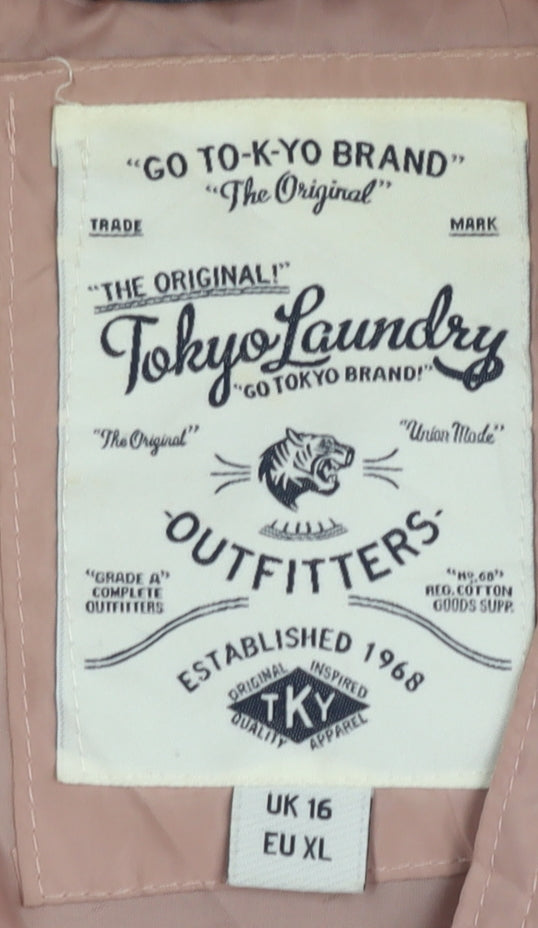 "GO TO-K-YO BRAND"
"The Original"
TRADE MARK
"THE ORIGINAL!"
Tokyo Laundry
"GO TOKYO BRAND!"
"The Original" "Union Made"
-OUTFITTERS-
"GRADE A"
COMPLETE
OUTFITTERS
"No. 68"
REG. COTTON
GOODS SUPP.
ESTABLISHED 1968
ORIGINAL INSPIRED
TKY
QUALITY APPAREL
UK 16
EU XL